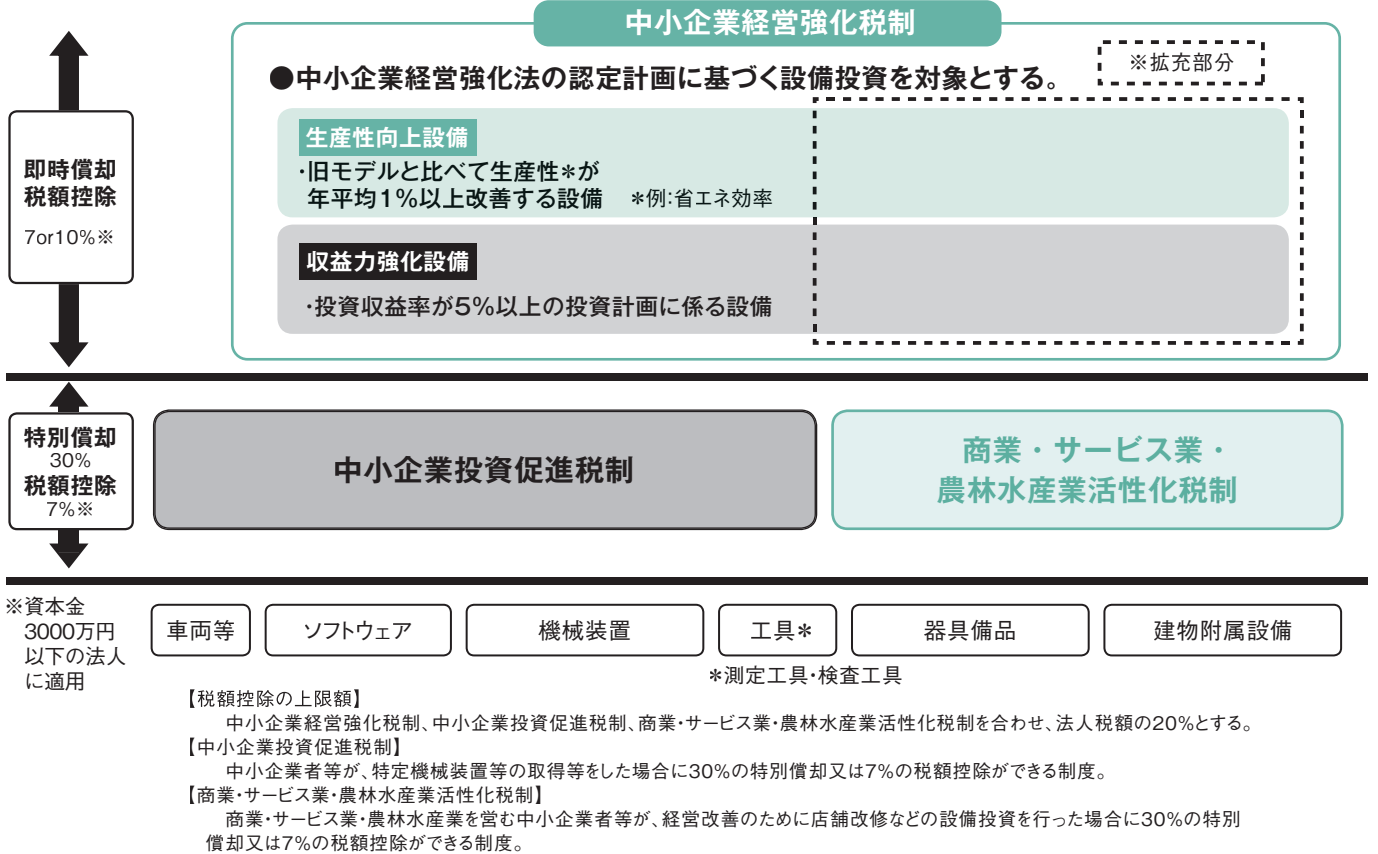 中小企業経営強化税制
●中小企業経営強化法の認定計画に基づく設備投資を対象とする。
※拡充部分
即時償却
税額控除
7or10%※
生産性向上設備
・旧モデルと比べて生産性＊が
年平均1%以上改善する設備　＊例:省エネ効率
収益力強化設備
・投資収益率が5%以上の投資計画に係る設備
特別償却
30%
税額控除
7%※
中小企業投資促進税制
商業・サービス業・
農林水産業活性化税制
※資本金
3000万円
以下の法人
に適用
車両等
ソフトウェア
機械装置
工具＊
器具備品
建物附属設備
＊測定工具・検査工具
【税額控除の上限額】
中小企業経営強化税制、中小企業投資促進税制、商業・サービス業・農林水産業活性化税制を合わせ、法人税額の20%とする。
【中小企業投資促進税制】
中小企業者等が、特定機械装置等の取得等をした場合に30%の特別償却又は7%の税額控除ができる制度。
【商業・サービス業・農林水産業活性化税制】
商業・サービス業・農林水産業を営む中小企業者等が、経営改善のために店舗改修などの設備投資を行った場合に30%の特別
償却又は7%の税額控除ができる制度。